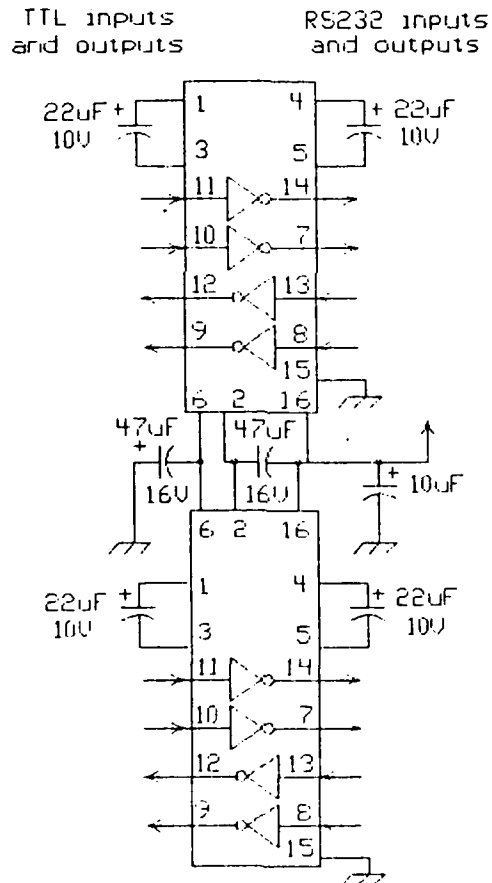 TTL inputs RS232 inputs
and outputs and outputs
1 4
22uF + + 22uF
10V 10V
3 5
11 14
10 7
12 13
9 8
15
6 2 16
47uF 47uF
+
16V 16V + 10uF
6 2 16
1 4
22uF + + 22uF
10V 10V
3 5
11 14
10 7
12 13
9 8
15